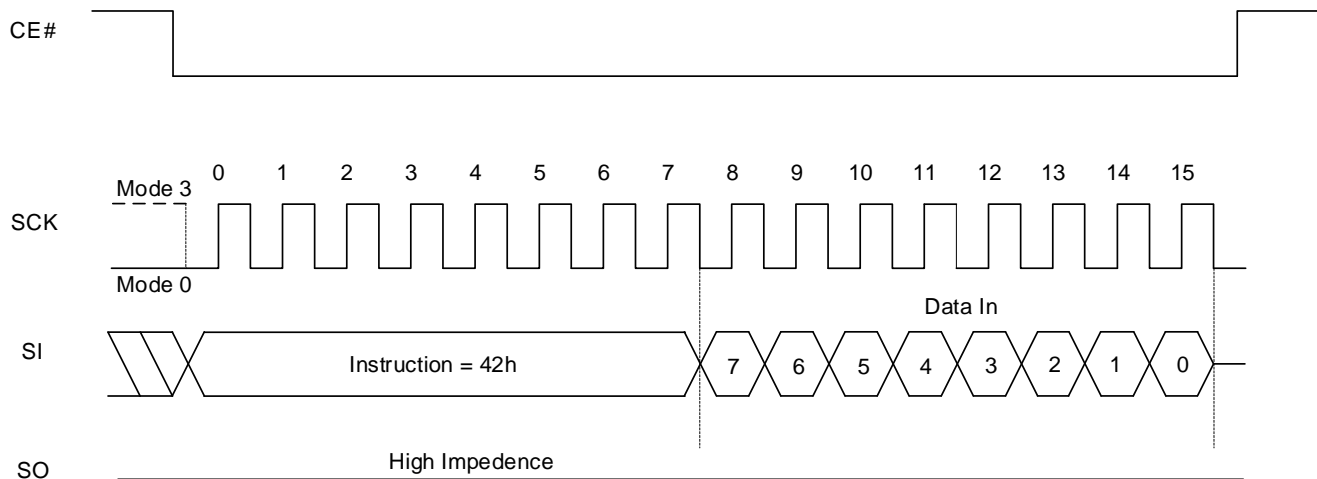 CE#
0 1 2 3 4 5 6 7 8 9 10 11 12 13 14 15
Mode 3
SCK
Mode 0
Data In
SI
Instruction = 42h
7 6 5 4 3 2 1 0
High Impedence
SO